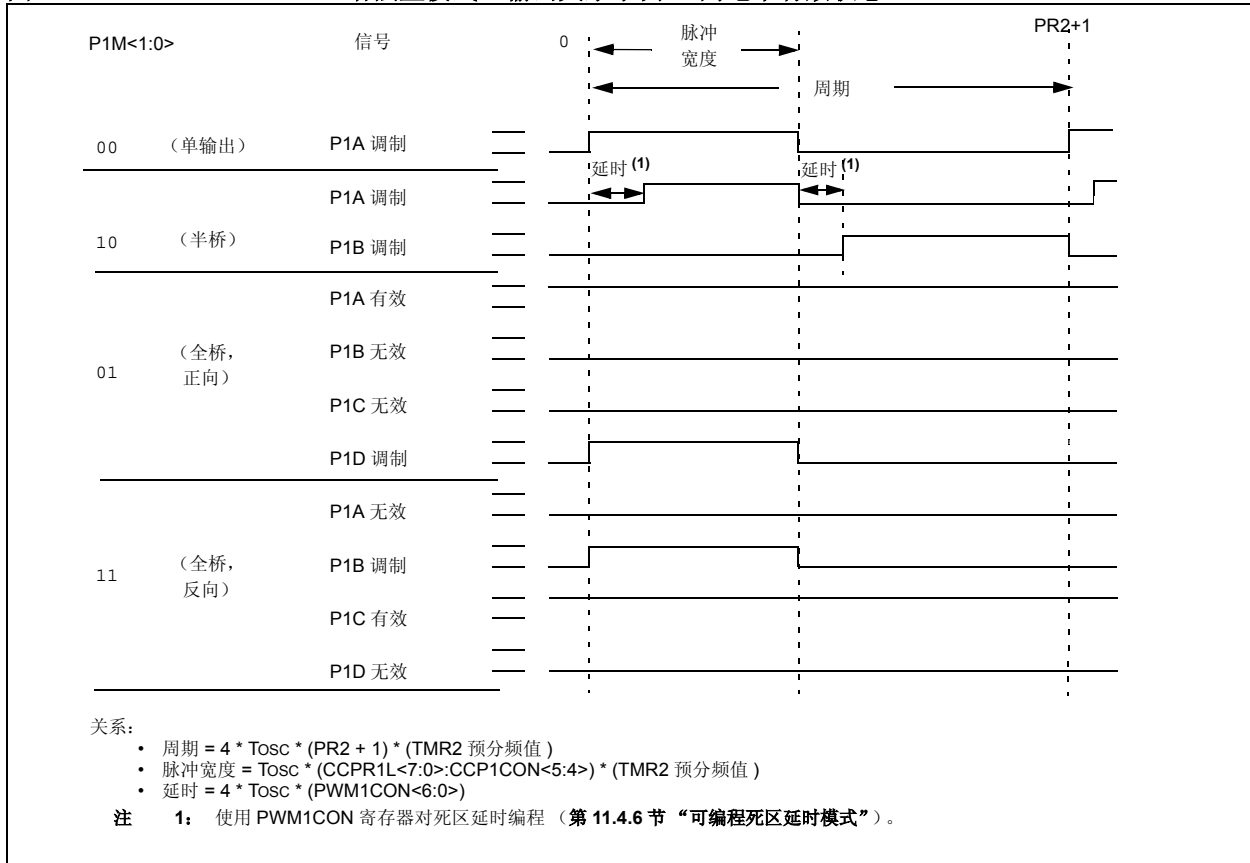 P1M<1:0>
信号
0
脉冲
宽度
PR2+1
周期
00
（单输出）
P1A 调制
延时 (1)
延时 (1)
P1A 调制
10
（半桥）
P1B 调制
P1A 有效
01
（全桥，
正向）
P1B 无效
P1C 无效
P1D 调制
P1A 无效
11
（全桥，
反向）
P1B 调制
P1C 有效
P1D 无效
关系：
• 周期 = 4 * TOSC * (PR2 + 1) * (TMR2 预分频值 )
• 脉冲宽度 = TOSC * (CCPR1L<7:0>:CCP1CON<5:4>) * (TMR2 预分频值 )
• 延时 = 4 * TOSC * (PWM1CON<6:0>)
注 1： 使用 PWM1CON 寄存器对死区延时编程 （第 11.4.6 节 “可编程死区延时模式”）。